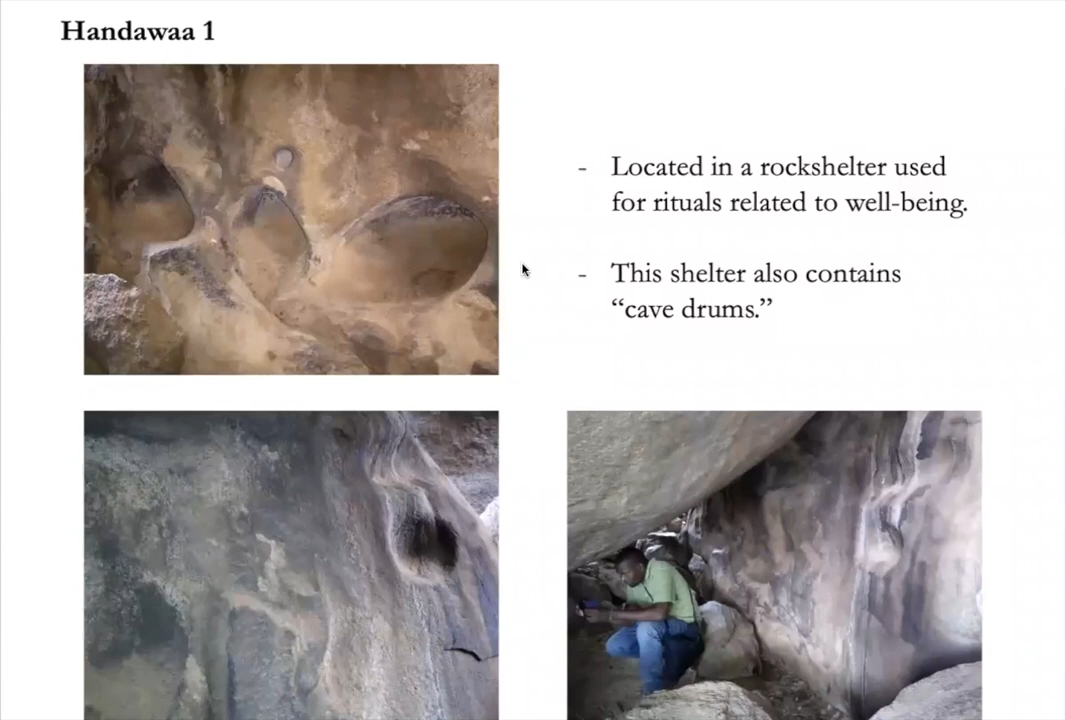 Handawaa 1
- Located in a rockshelter used
for rituals related to well-being.
- This shelter also contains
“cave drums.”